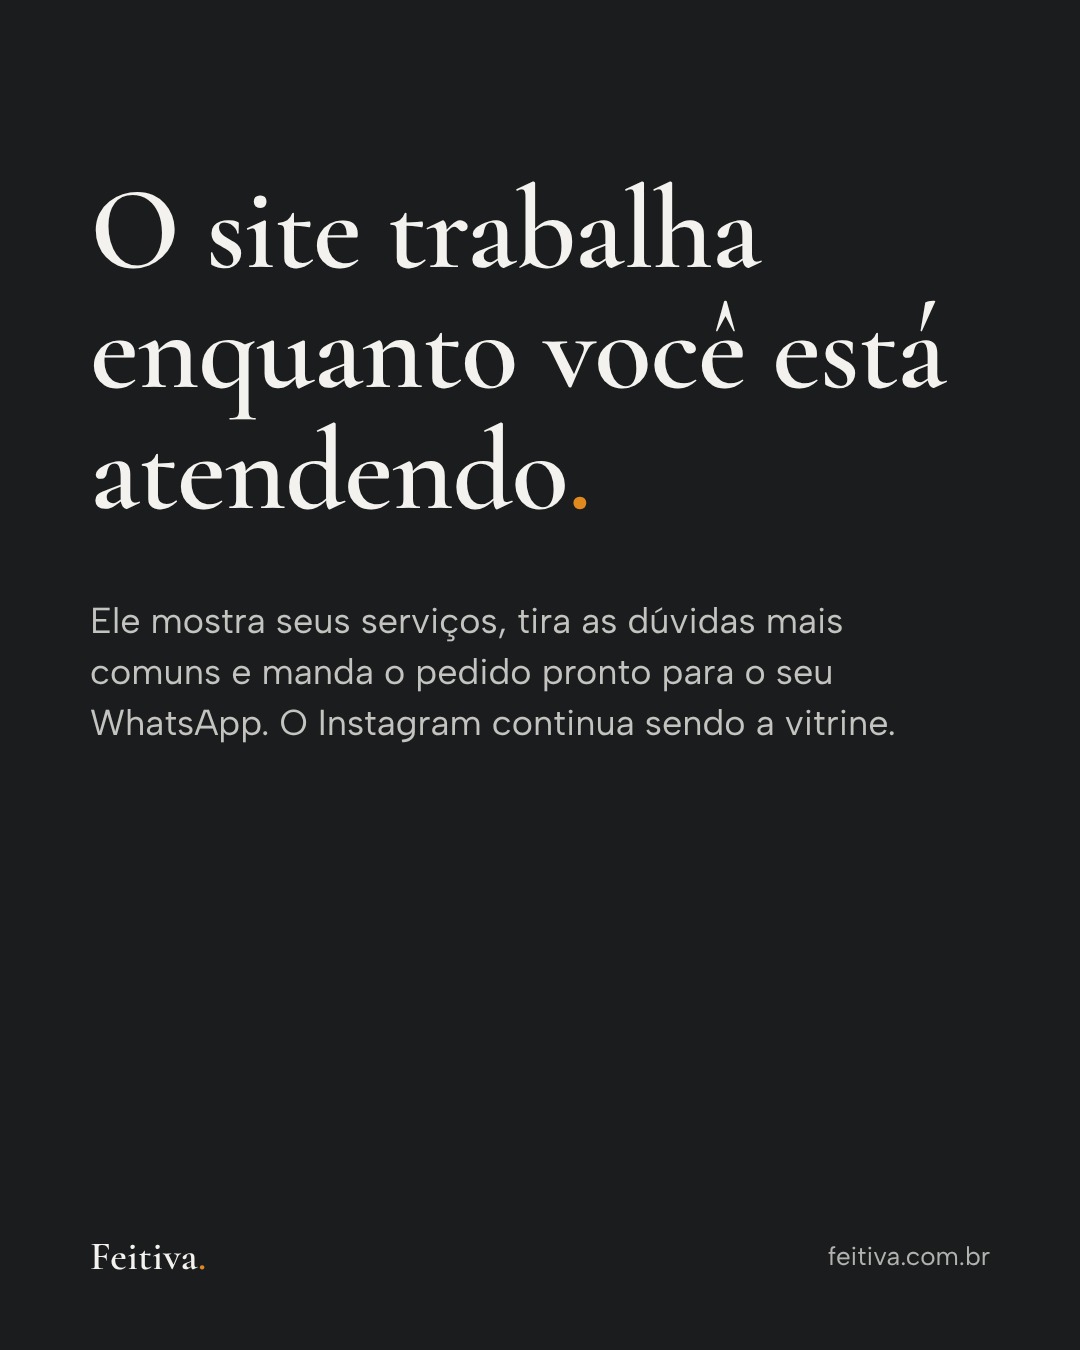 O site trabalha
enquanto você está
atendendo.
Ele mostra seus serviços, tira as dúvidas mais
comuns e manda o pedido pronto para o seu
WhatsApp. O Instagram continua sendo a vitrine.
Feitiva.
feitiva.com.br